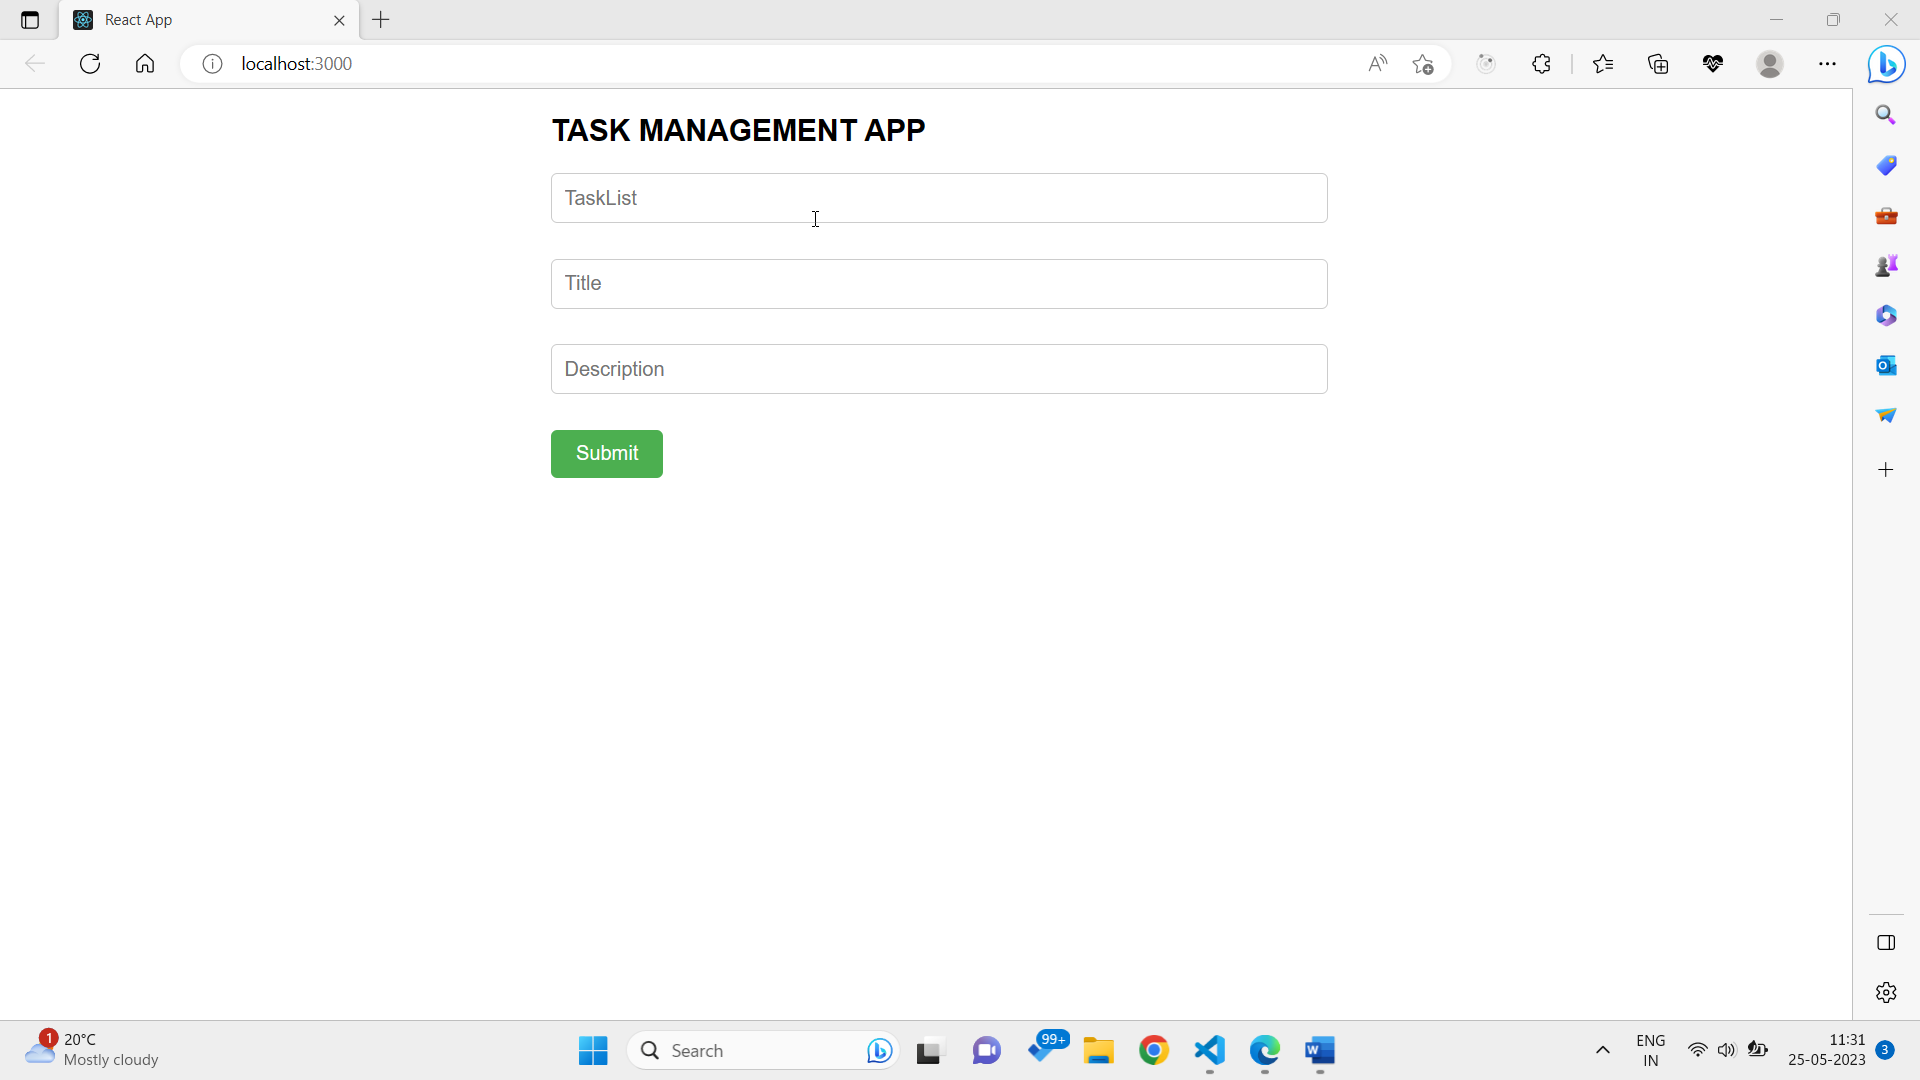 React App
localhost:3000
TASK MANAGEMENT APP
TaskList
Title
Description
Submit
1
20°C
Mostly cloudy
Search
99+
ENG
IN
11:31
25-05-2023
3